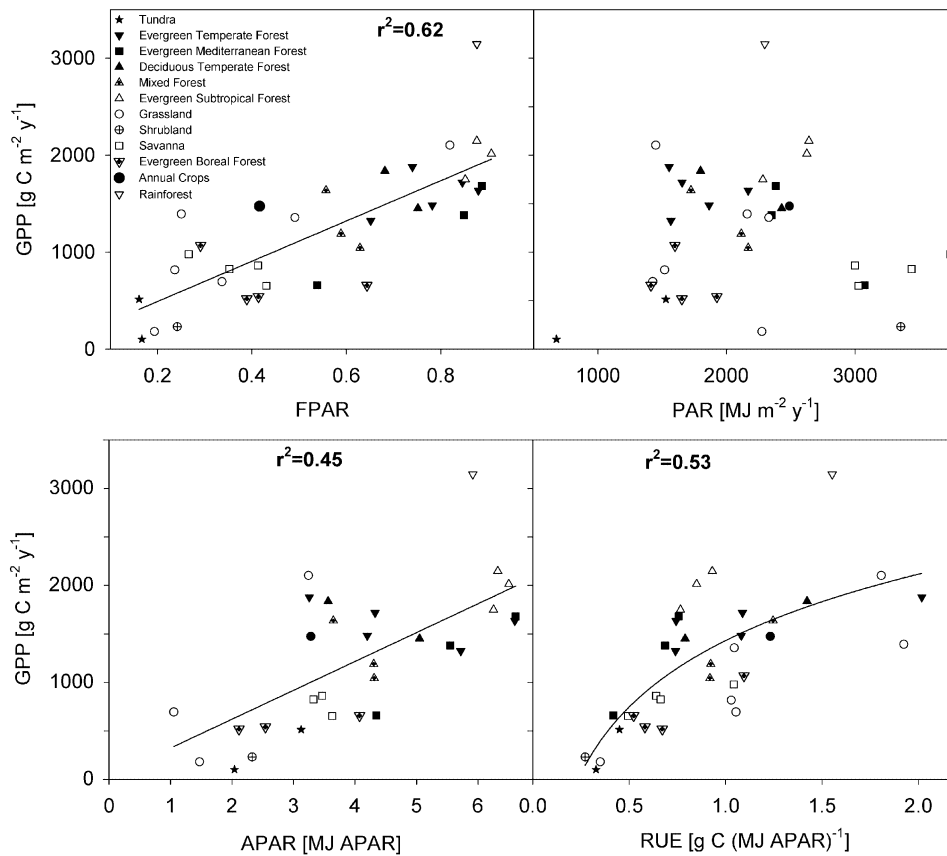 r²=0.62
Tundra
Evergreen Temperate Forest
Evergreen Mediterranean Forest
Deciduous Temperate Forest
Mixed Forest
Evergreen Subtropical Forest
Grassland
Shrubland
Savanna
Evergreen Boreal Forest
Annual Crops
Rainforest
GPP [g C m⁻² y⁻¹]
3000
2000
1000
0
0.2 0.4 0.6 0.8
1000 2000 3000
FPAR
PAR [MJ m⁻² y⁻¹]
r²=0.45
r²=0.53
GPP [g C m⁻² y⁻¹]
3000
2000
1000
0
0 1 2 3 4 5 6
0.0 0.5 1.0 1.5 2.0
APAR [MJ APAR]
RUE [g C (MJ APAR)⁻¹]